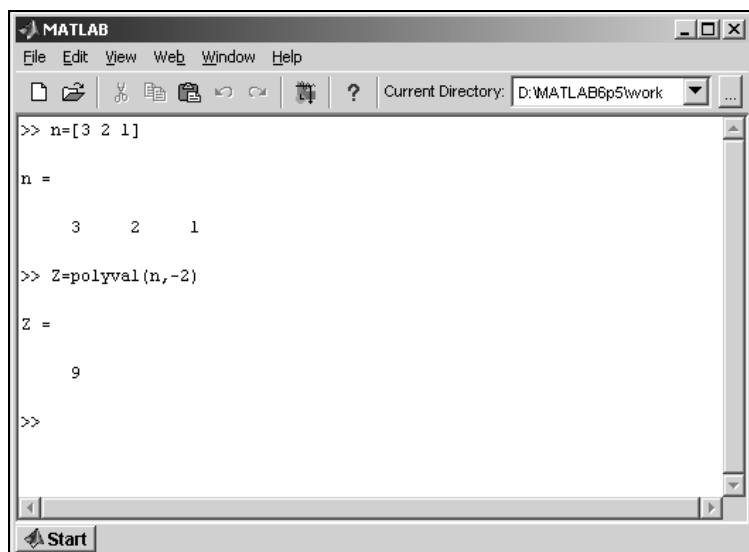 MATLAB
File Edit View Web Window Help
? Current Directory: D:\MATLAB6p5\work ...
>> n=[3 2 1]
n =
3 2 1
>> Z=polyval(n,-2)
Z =
9
>>
Start